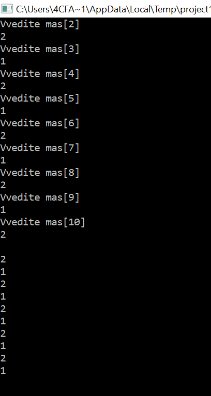 C:\Users\4CFA~1\AppData\Local\Temp\project1
Vvedite mas[2]
2
Vvedite mas[3]
1
Vvedite mas[4]
2
Vvedite mas[5]
1
Vvedite mas[6]
2
Vvedite mas[7]
1
Vvedite mas[8]
2
Vvedite mas[9]
1
Vvedite mas[10]
2
2
1
2
1
2
1
2
1
2
1